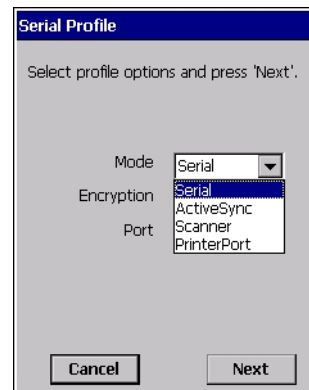 Serial Profile
Select profile options and press 'Next'.
Mode Serial
Serial
Encryption
ActiveSync
Port Scanner
PrinterPort
Cancel Next